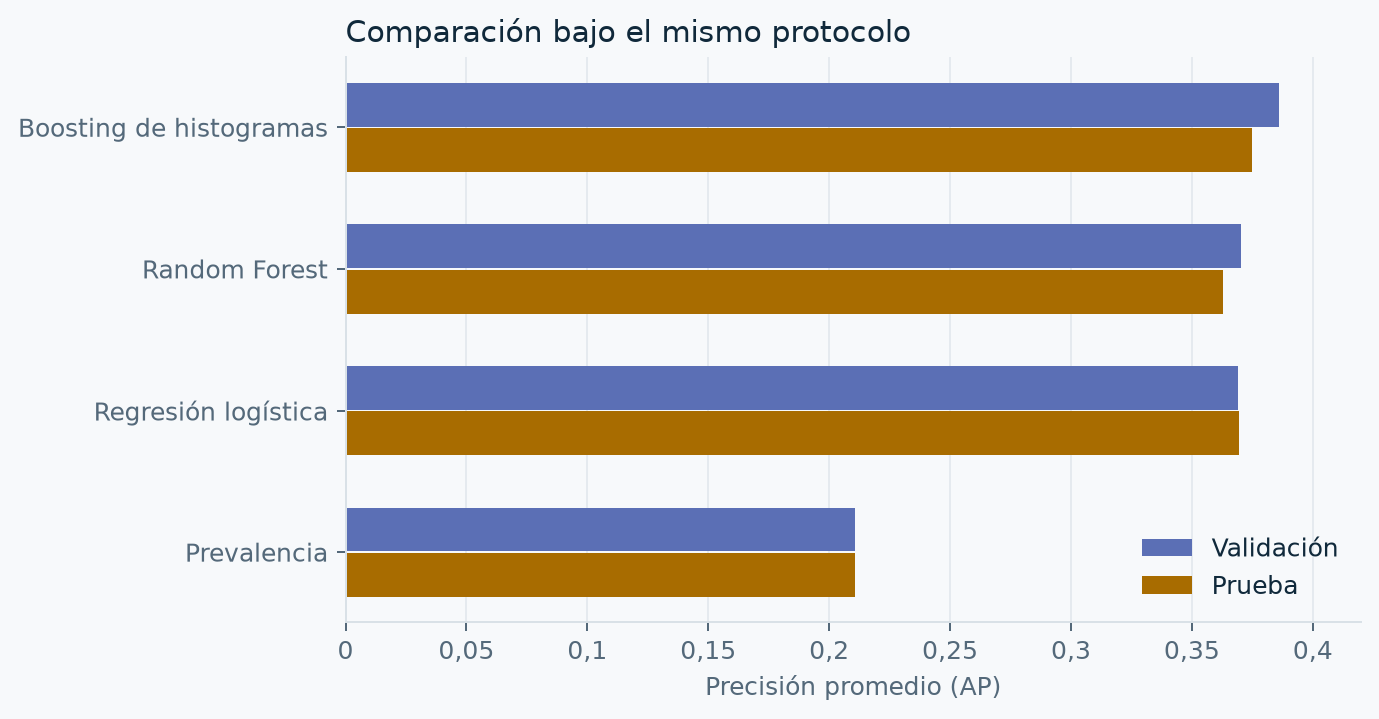 Comparación bajo el mismo protocolo
Boosting de histogramas
Random Forest
Regresión logística
Prevalencia
Validación
Prueba
0 0,05 0,1 0,15 0,2 0,25 0,3 0,35 0,4
Precisión promedio (AP)